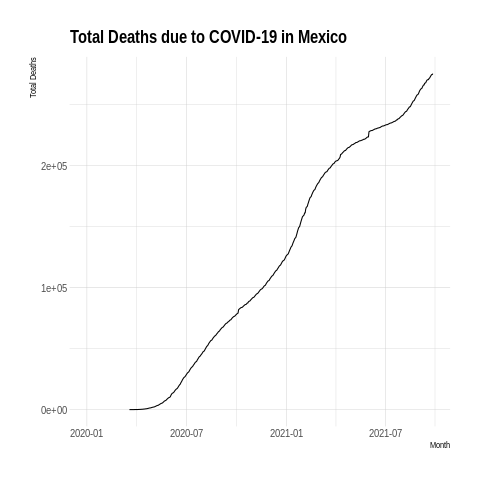 Total Deaths due to COVID-19 in Mexico
Total Deaths
2e+05
1e+05
0e+00
2020-01 2020-07 2021-01 2021-07
Month